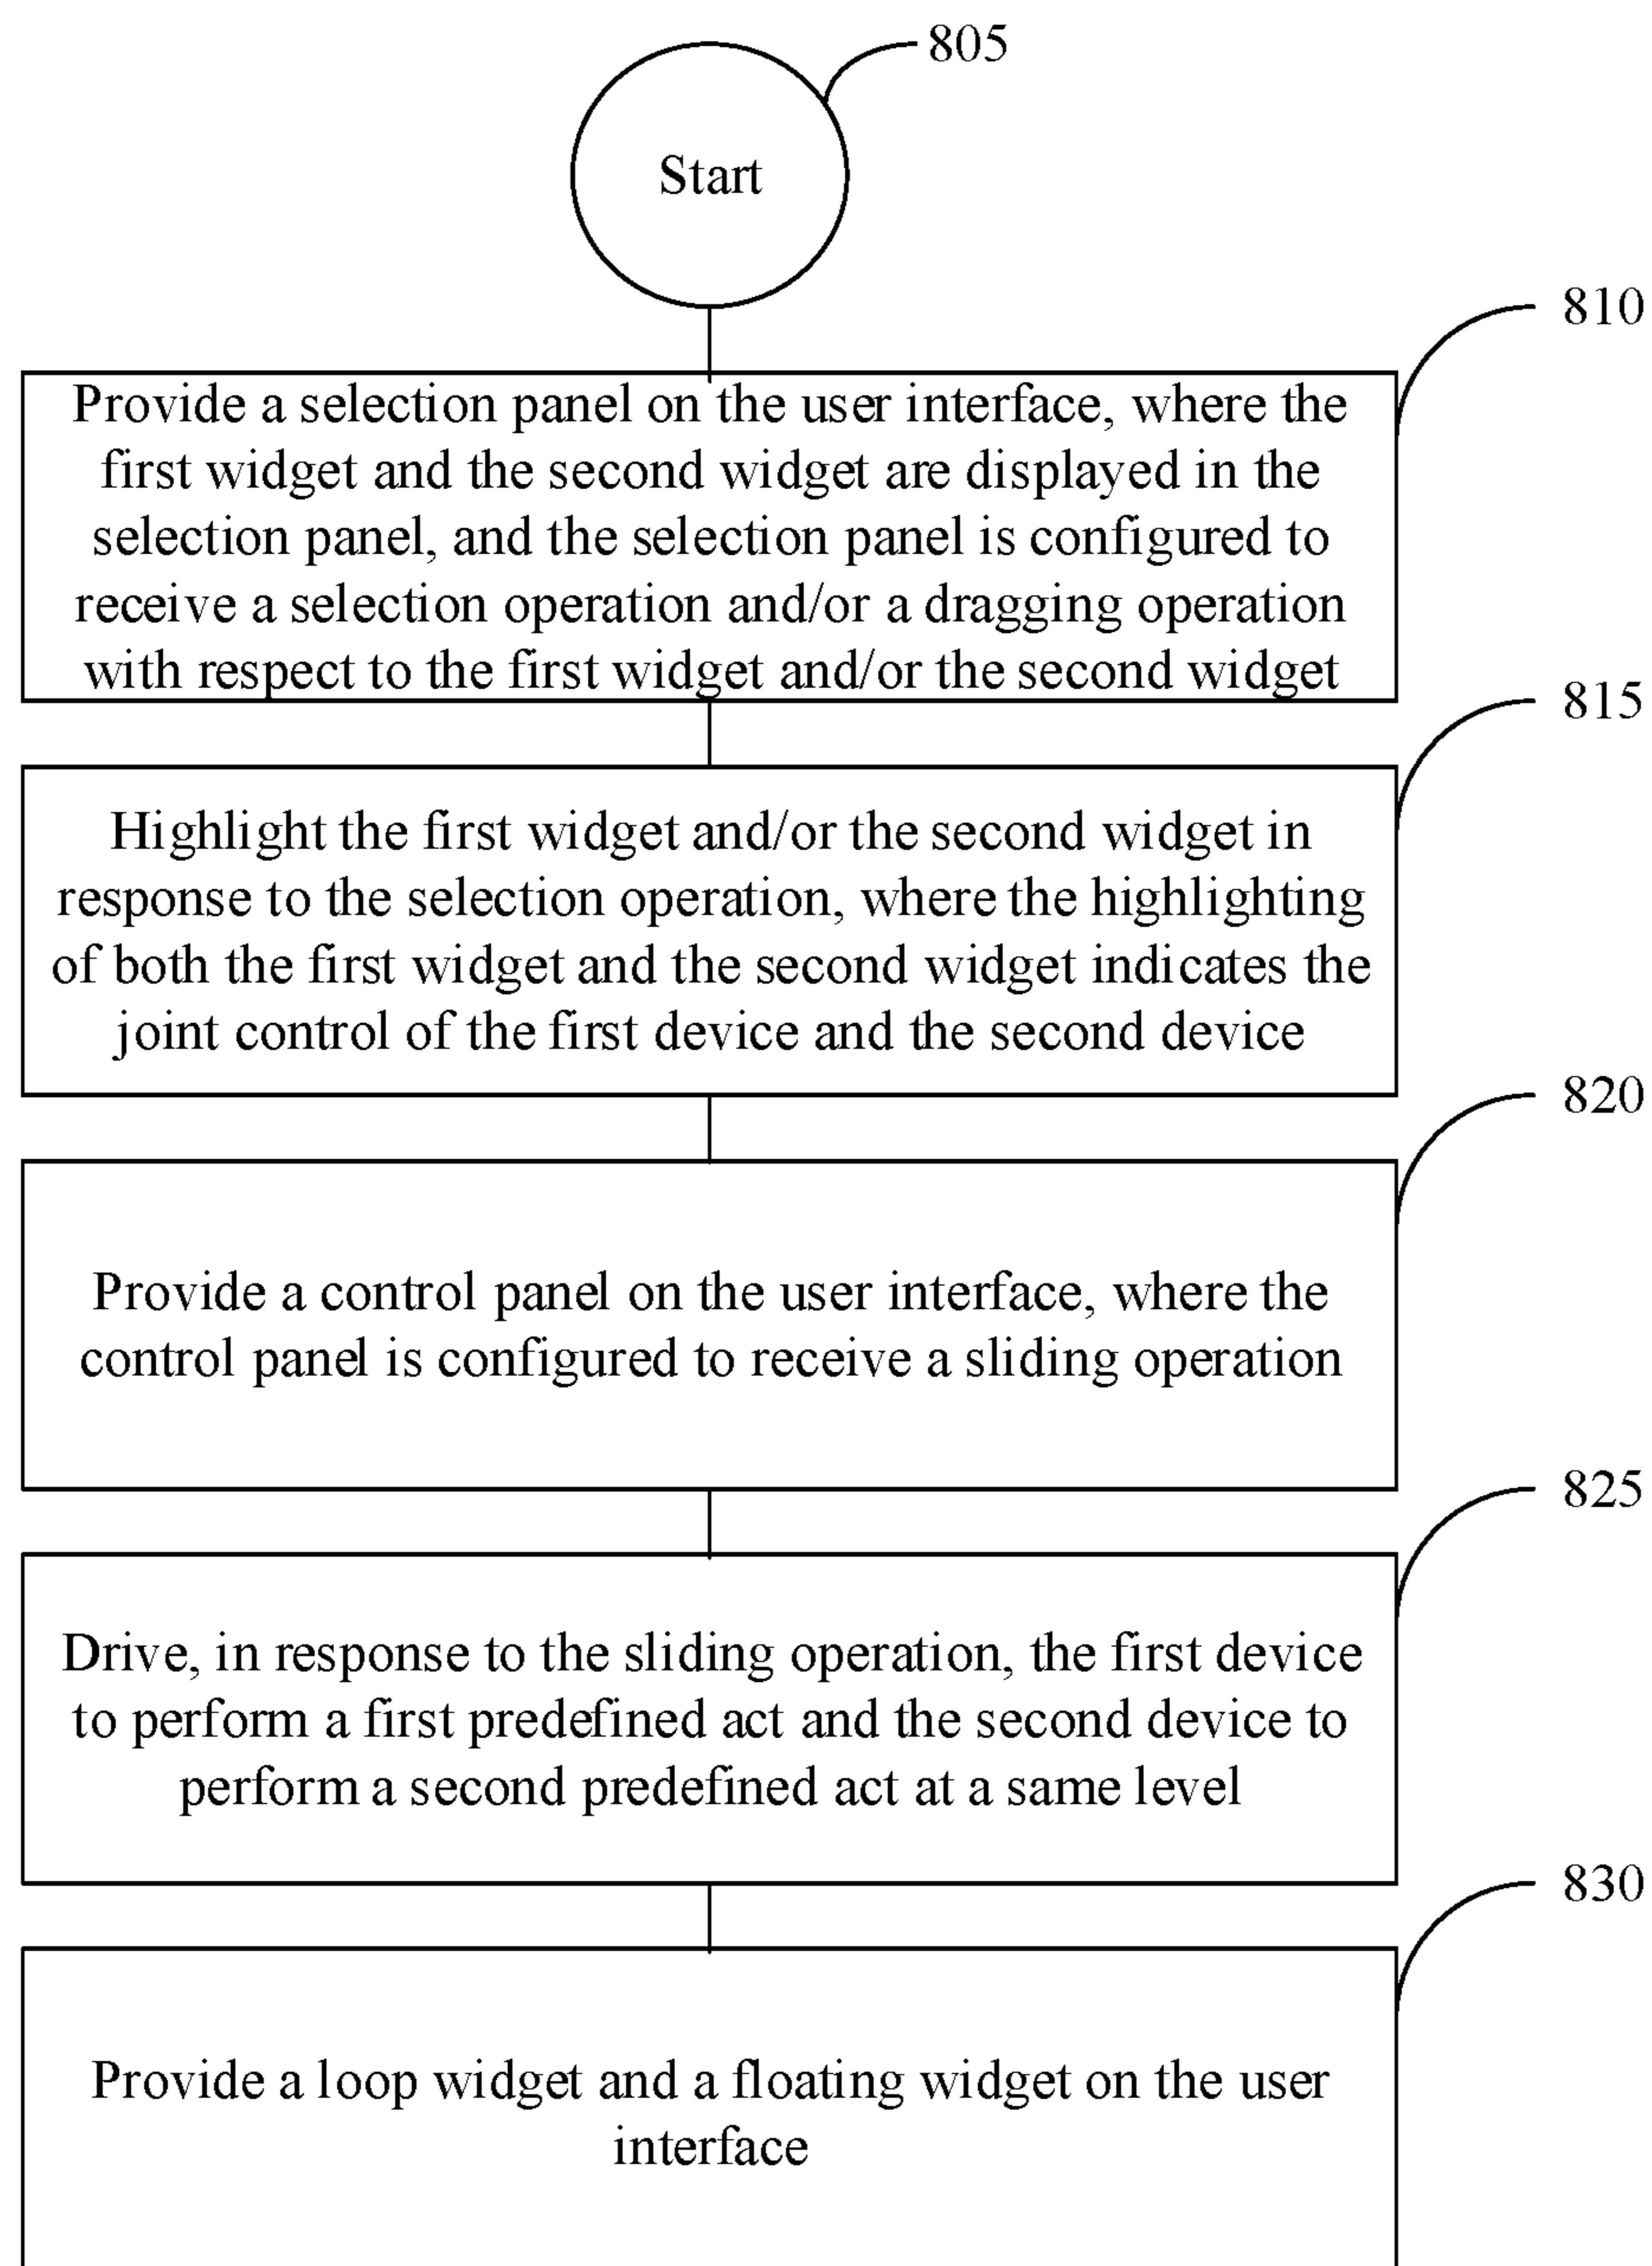 805
Start
810
Provide a selection panel on the user interface, where the
first widget and the second widget are displayed in the
selection panel, and the selection panel is configured to
receive a selection operation and/or a dragging operation
with respect to the first widget and/or the second widget
815
Highlight the first widget and/or the second widget in
response to the selection operation, where the highlighting
of both the first widget and the second widget indicates the
joint control of the first device and the second device
820
Provide a control panel on the user interface, where the
control panel is configured to receive a sliding operation
825
Drive, in response to the sliding operation, the first device
to perform a first predefined act and the second device to
perform a second predefined act at a same level
830
Provide a loop widget and a floating widget on the user
interface